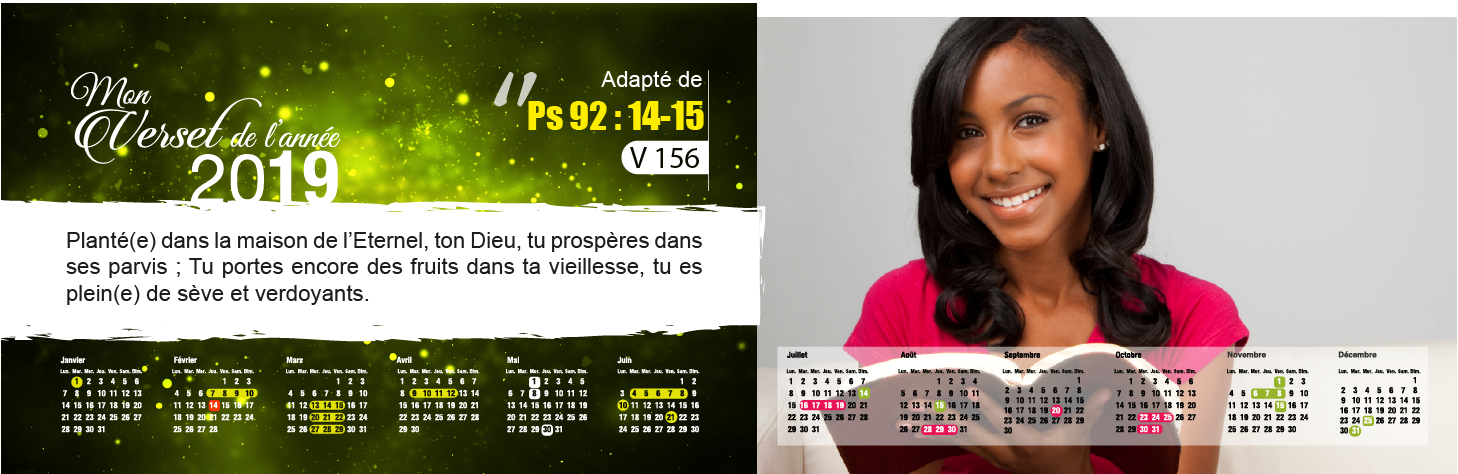 Mon
Verset de l'année
2019
"
Adapté de
Ps 92 : 14-15
V 156
Planté(e) dans la maison de l'Eternel, ton Dieu, tu prospères dans
ses parvis ; Tu portes encore des fruits dans ta vieillesse, tu es
plein(e) de sève et verdoyants.
Janvier
Lun. Mar. Mer. Jeu. Ven. Sam. Dim.
1 2 3 4 5 6
7 8 9 10 11 12 13
14 15 16 17 18 19 20
21 22 23 24 25 26 27
28 29 30 31
Février
Lun. Mar. Mer. Jeu. Ven. Sam. Dim.
1 2 3
4 5 6 7 8 9 10
11 12 13 14 15 16 17
18 19 20 21 22 23 24
25 26 27 28
Mars
Lun. Mar. Mer. Jeu. Ven. Sam. Dim.
1 2 3
4 5 6 7 8 9 10
11 12 13 14 15 16 17
18 19 20 21 22 23 24
25 26 27 28 29 30 31
Avril
Lun. Mar. Mer. Jeu. Ven. Sam. Dim.
1 2 3 4 5 6 7
8 9 10 11 12 13 14
15 16 17 18 19 20 21
22 23 24 25 26 27 28
29 30
Mai
Lun. Mar. Mer. Jeu. Ven. Sam. Dim.
1 2 3 4 5
6 7 8 9 10 11 12
13 14 15 16 17 18 19
20 21 22 23 24 25 26
27 28 29 30 31
Juin
Lun. Mar. Mer. Jeu. Ven. Sam. Dim.
1 2
3 4 5 6 7 8 9
10 11 12 13 14 15 16
17 18 19 20 21 22 23
24 25 26 27 28 29 30
Juillet
Lun. Mar. Mer. Jeu. Ven. Sam. Dim.
1 2 3 4 5 6 7
8 9 10 11 12 13 14
15 16 17 18 19 20 21
22 23 24 25 26 27 28
29 30 31
Août
Lun. Mar. Mer. Jeu. Ven. Sam. Dim.
1 2 3 4
5 6 7 8 9 10 11
12 13 14 15 16 17 18
19 20 21 22 23 24 25
26 27 28 29 30 31
Septembre
Lun. Mar. Mer. Jeu. Ven. Sam. Dim.
1
2 3 4 5 6 7 8
9 10 11 12 13 14 15
16 17 18 19 20 21 22
23 24 25 26 27 28 29
30
Octobre
Lun. Mar. Mer. Jeu. Ven. Sam. Dim.
1 2 3 4 5 6
7 8 9 10 11 12 13
14 15 16 17 18 19 20
21 22 23 24 25 26 27
28 29 30 31
Novembre
Lun. Mar. Mer. Jeu. Ven. Sam. Dim.
1 2 3
4 5 6 7 8 9 10
11 12 13 14 15 16 17
18 19 20 21 22 23 24
25 26 27 28 29 30
Décembre
Lun. Mar. Mer. Jeu. Ven. Sam. Dim.
1
2 3 4 5 6 7 8
9 10 11 12 13 14 15
16 17 18 19 20 21 22
23 24 25 26 27 28 29
30 31